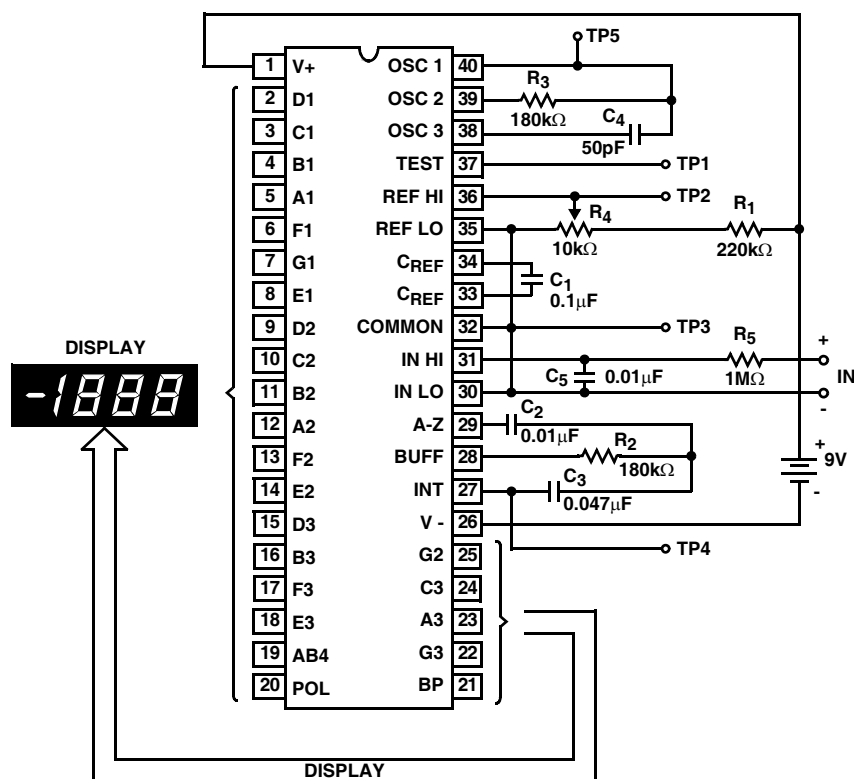 TP5
1 V+ OSC 1 40
2 D1 OSC 2 39 R3 180kΩ
3 C1 OSC 3 38 C4 50pF
4 B1 TEST 37 TP1
5 A1 REF HI 36 TP2
6 F1 REF LO 35 R4 10kΩ R1 220kΩ
7 G1 CREF 34
8 E1 CREF 33 C1 0.1µF
9 D2 COMMON 32 TP3
10 C2 IN HI 31 R5 1MΩ + IN
11 B2 IN LO 30 C5 0.01µF -
12 A2 A-Z 29 C2 0.01µF
13 F2 BUFF 28 R2 180kΩ
14 E2 INT 27 C3 0.047µF
15 D3 V - 26 + 9V -
16 B3 G2 25 TP4
17 F3 C3 24
18 E3 A3 23
19 AB4 G3 22
20 POL BP 21
DISPLAY
-1888
DISPLAY